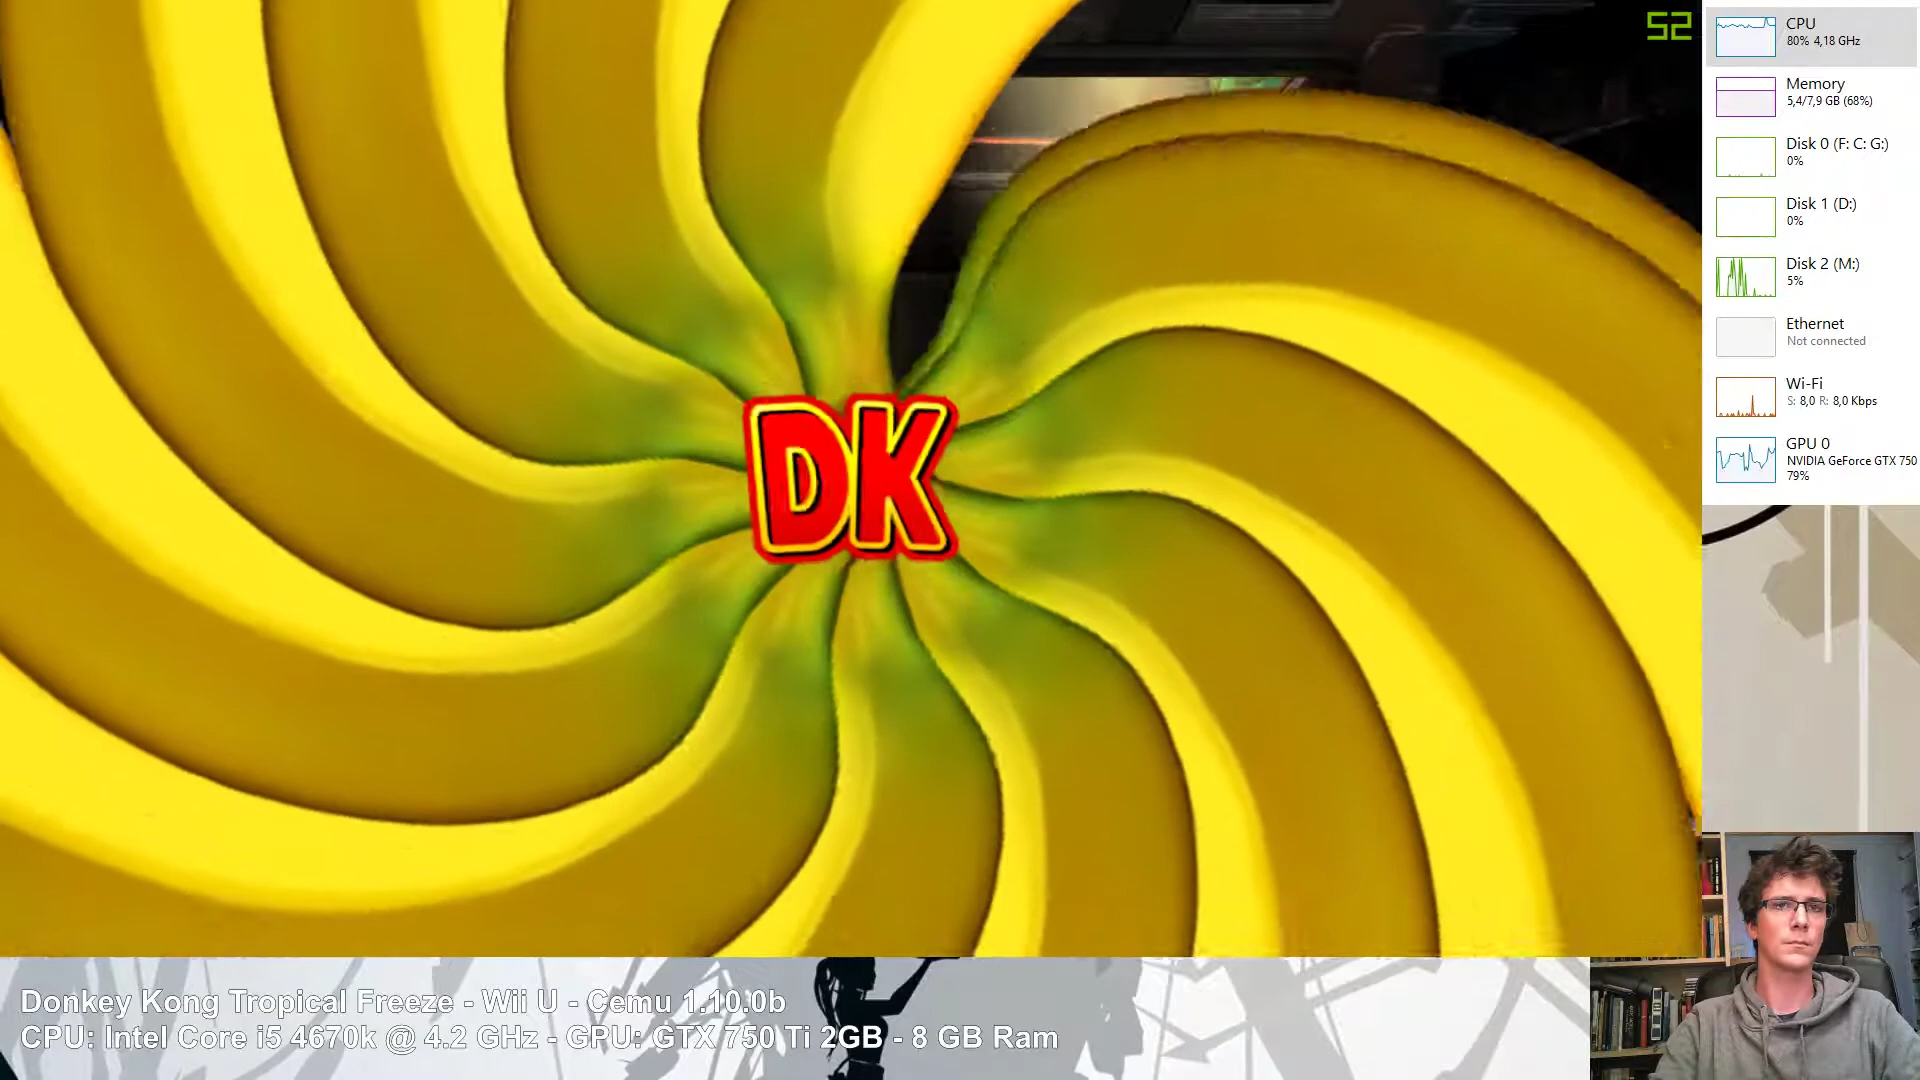 DK
52
CPU
80% 4,18 GHz
Memory
5,4/7,9 GB (68%)
Disk 0 (F: C: G:)
0%
Disk 1 (D:)
0%
Disk 2 (M:)
5%
Ethernet
Not connected
Wi-Fi
S: 8,0 R: 8,0 Kbps
GPU 0
NVIDIA GeForce GTX 750
79%
Donkey Kong Tropical Freeze - Wii U - Cemu 1.10.0b
CPU: Intel Core i5 4670k @ 4.2 GHz - GPU: GTX 750 Ti 2GB - 8 GB Ram